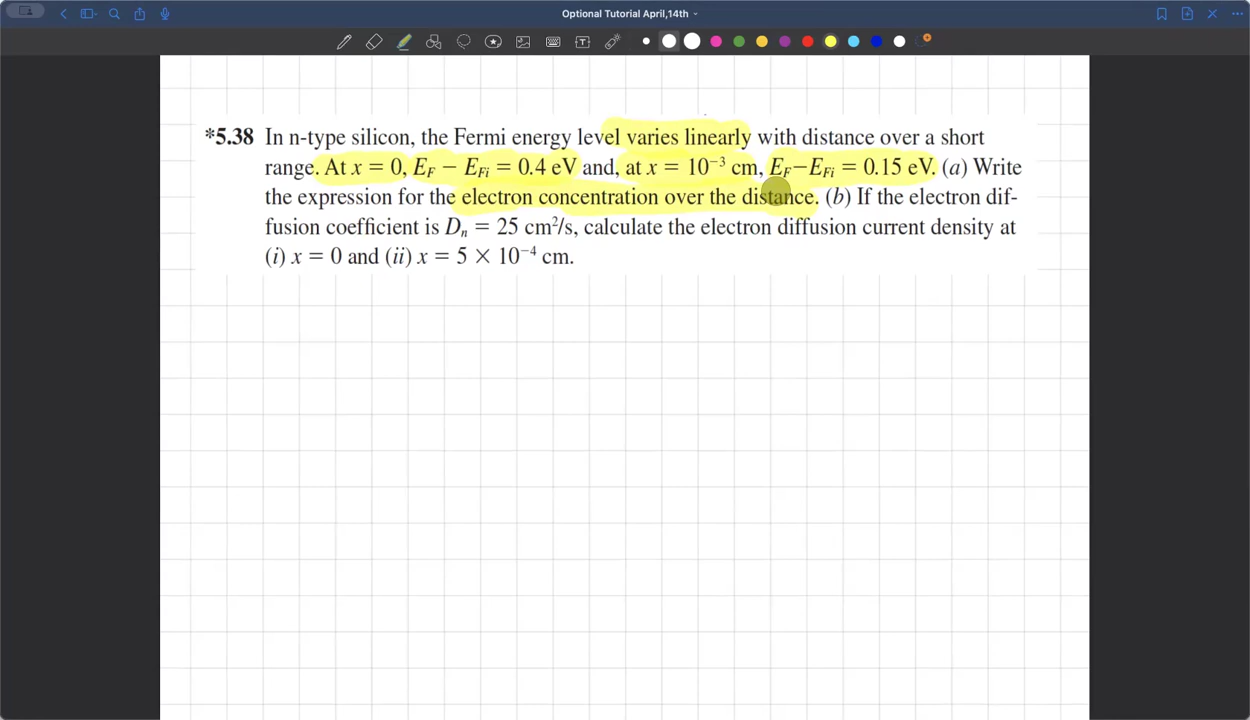 Optional Tutorial April,14th
*5.38 In n-type silicon, the Fermi energy level varies linearly with distance over a short
range. At x = 0, E_F − E_Fi = 0.4 eV and, at x = 10⁻³ cm, E_F−E_Fi = 0.15 eV. (a) Write
the expression for the electron concentration over the distance. (b) If the electron dif-
fusion coefficient is D_n = 25 cm²/s, calculate the electron diffusion current density at
(i) x = 0 and (ii) x = 5 × 10⁻⁴ cm.